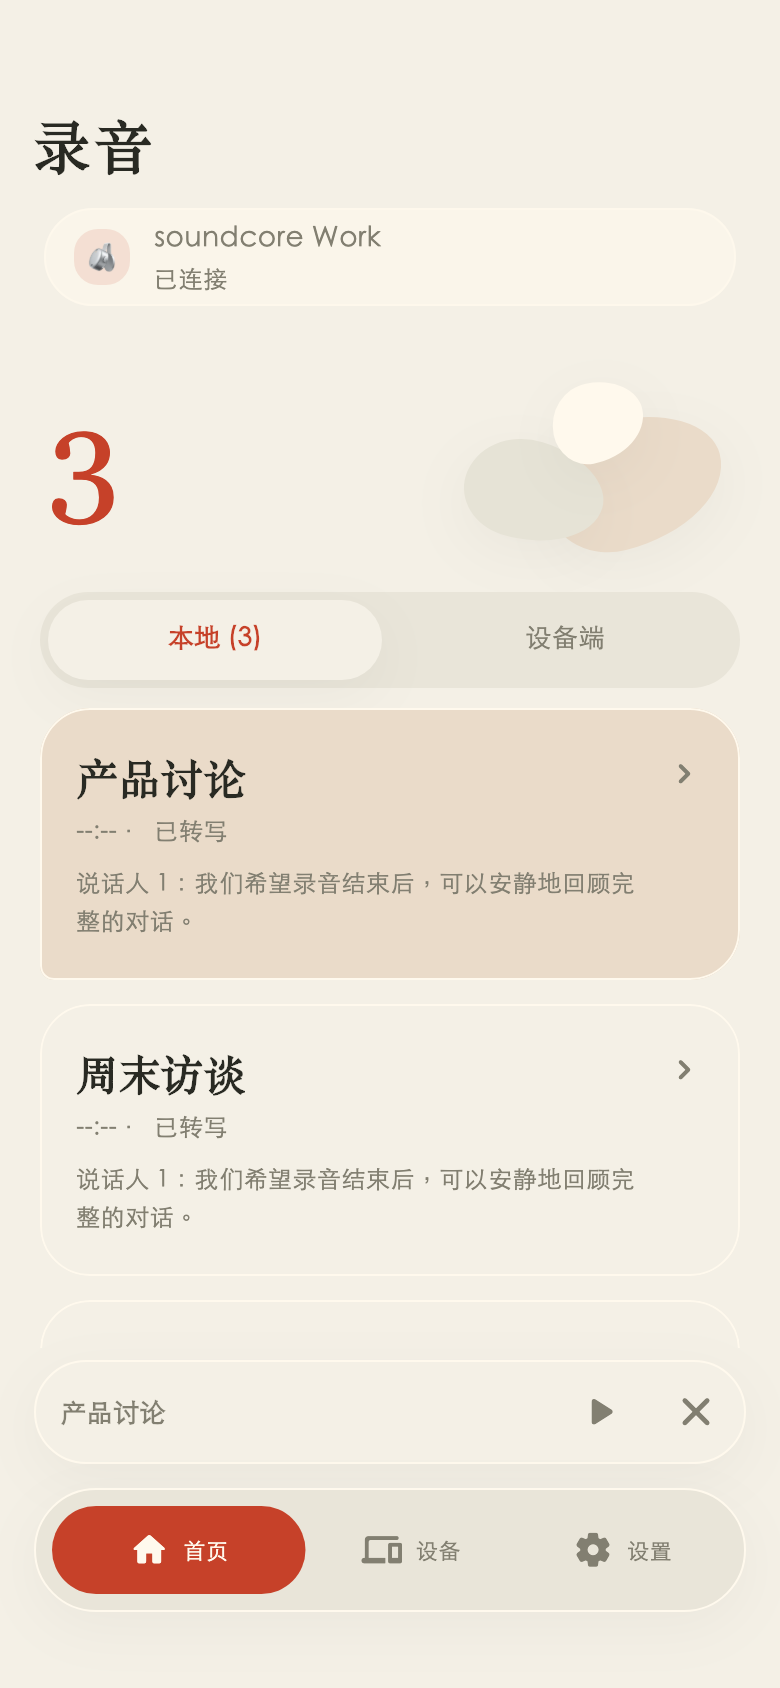 录音
soundcore Work
已连接
3
本地 (3)
设备端
产品讨论
--:-- · 已转写
说话人 1：我们希望录音结束后，可以安静地回顾完
整的对话。
周末访谈
--:-- · 已转写
说话人 1：我们希望录音结束后，可以安静地回顾完
整的对话。
产品讨论
首页
设备
设置